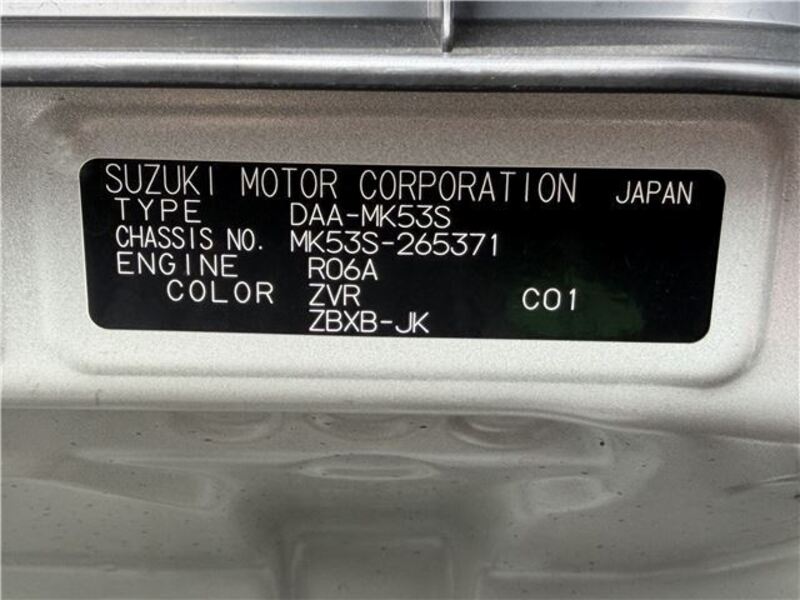 SUZUKI MOTOR CORPORATION JAPAN
TYPE DAA-MK53S
CHASSIS NO. MK53S-265371
ENGINE R06A
COLOR ZVR C01
ZBXB-JK